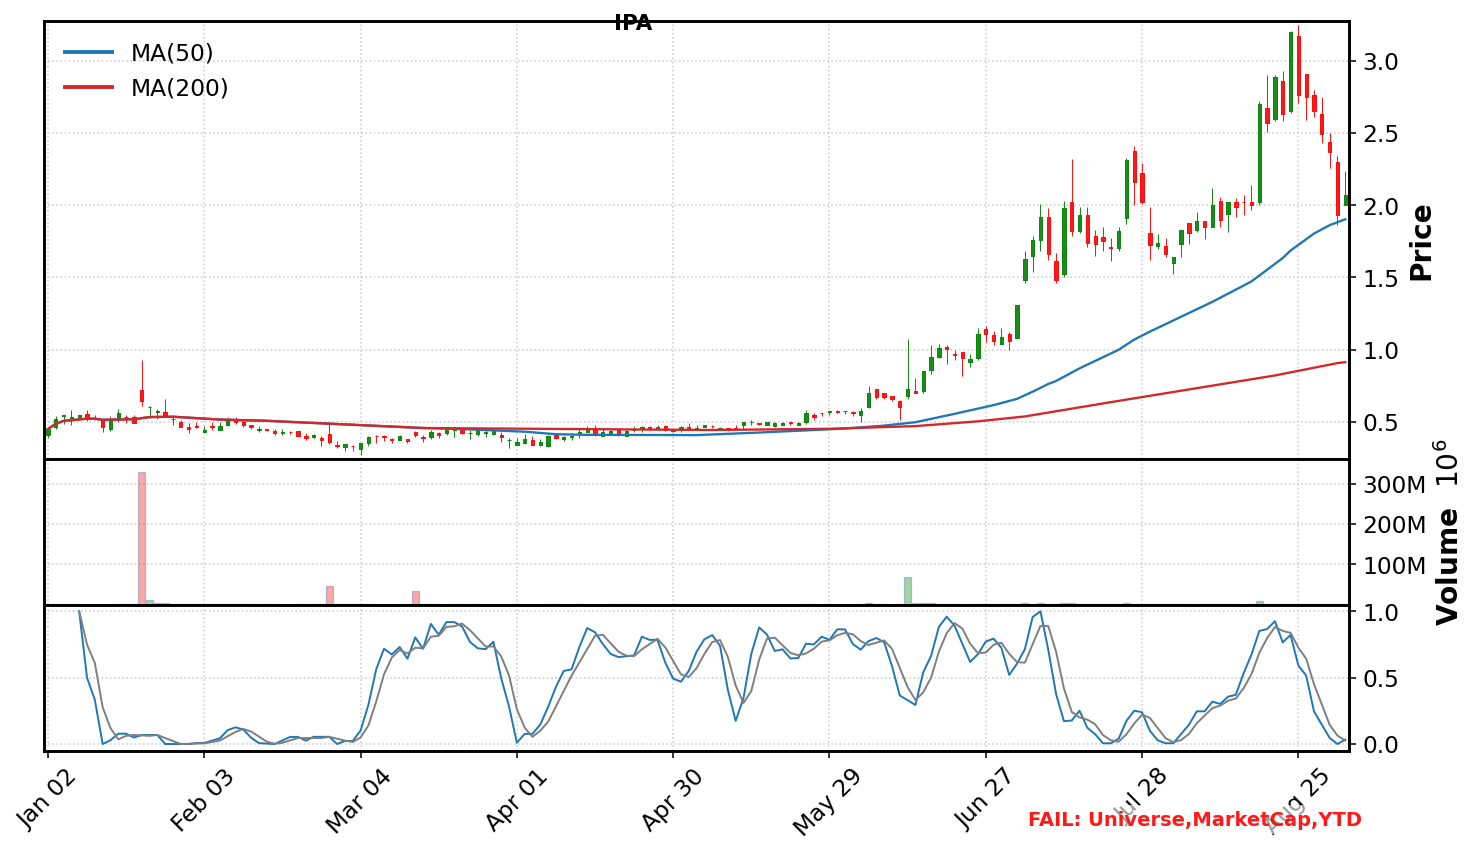 IPA
MA(50)
MA(200)
3.0
2.5
2.0
1.5
1.0
0.5
Price
10^6
300M
200M
100M
Volume
1.0
0.5
0.0
Jan 02
Feb 03
Mar 04
Apr 01
Apr 30
May 29
Jun 27
Jul 28
Aug 25
FAIL: Universe,MarketCap,YTD